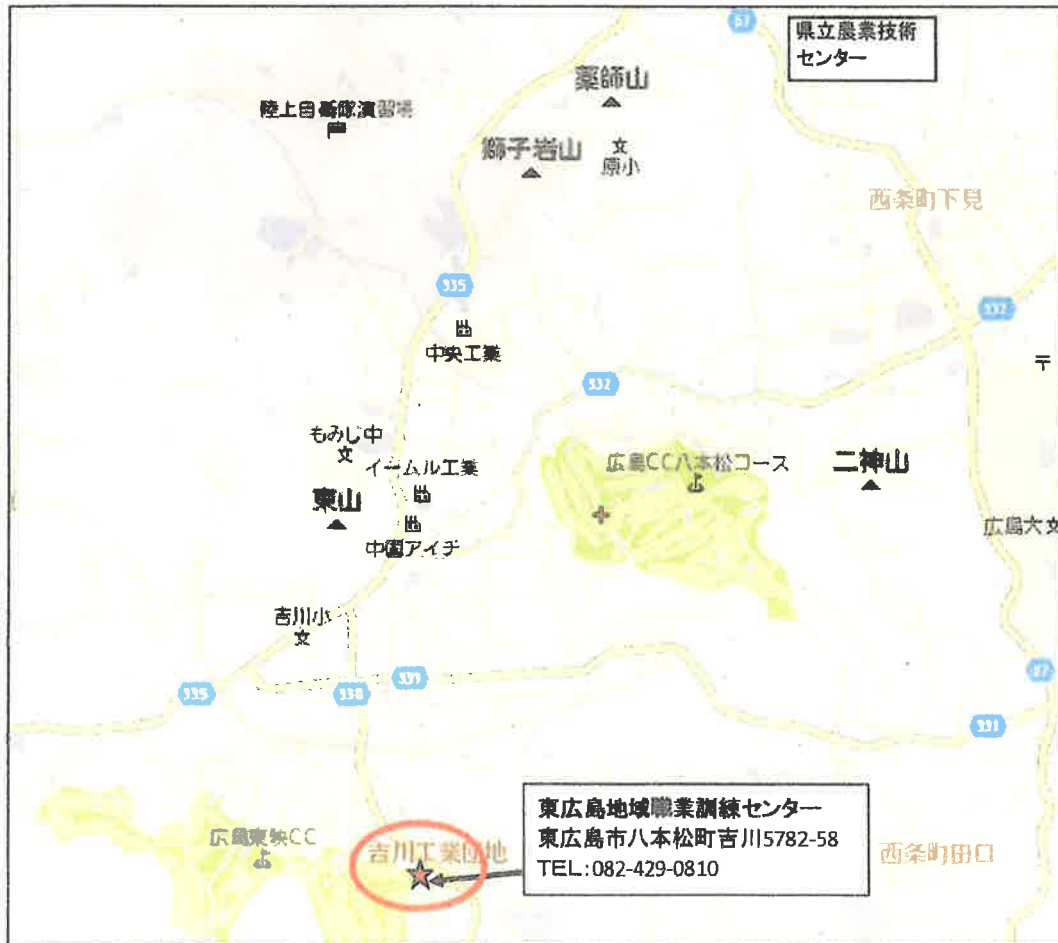 県立農業技術
センター
薬師山
陸上自衛隊演習場
獅子岩山
文
原小
西条町下見
335
332
中央工業
〒
332
もみじ中
文
イームル工業
広島CC八本松コース
二神山
東山
広島大文
中国アイチ
吉川小
文
335
338
331
331
東広島地域職業訓練センター
東広島市八本松町吉川5782-58
TEL:082-429-0810
広島東映CC
吉川工業団地
西条町田口